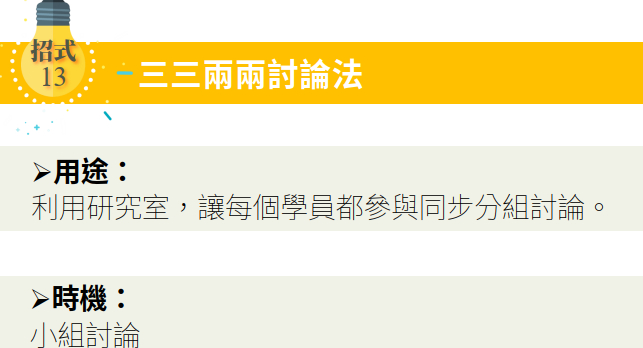 招式
13
三三兩兩討論法
➢用途：
利用研究室，讓每個學員都參與同步分組討論。
➢時機：
小組討論